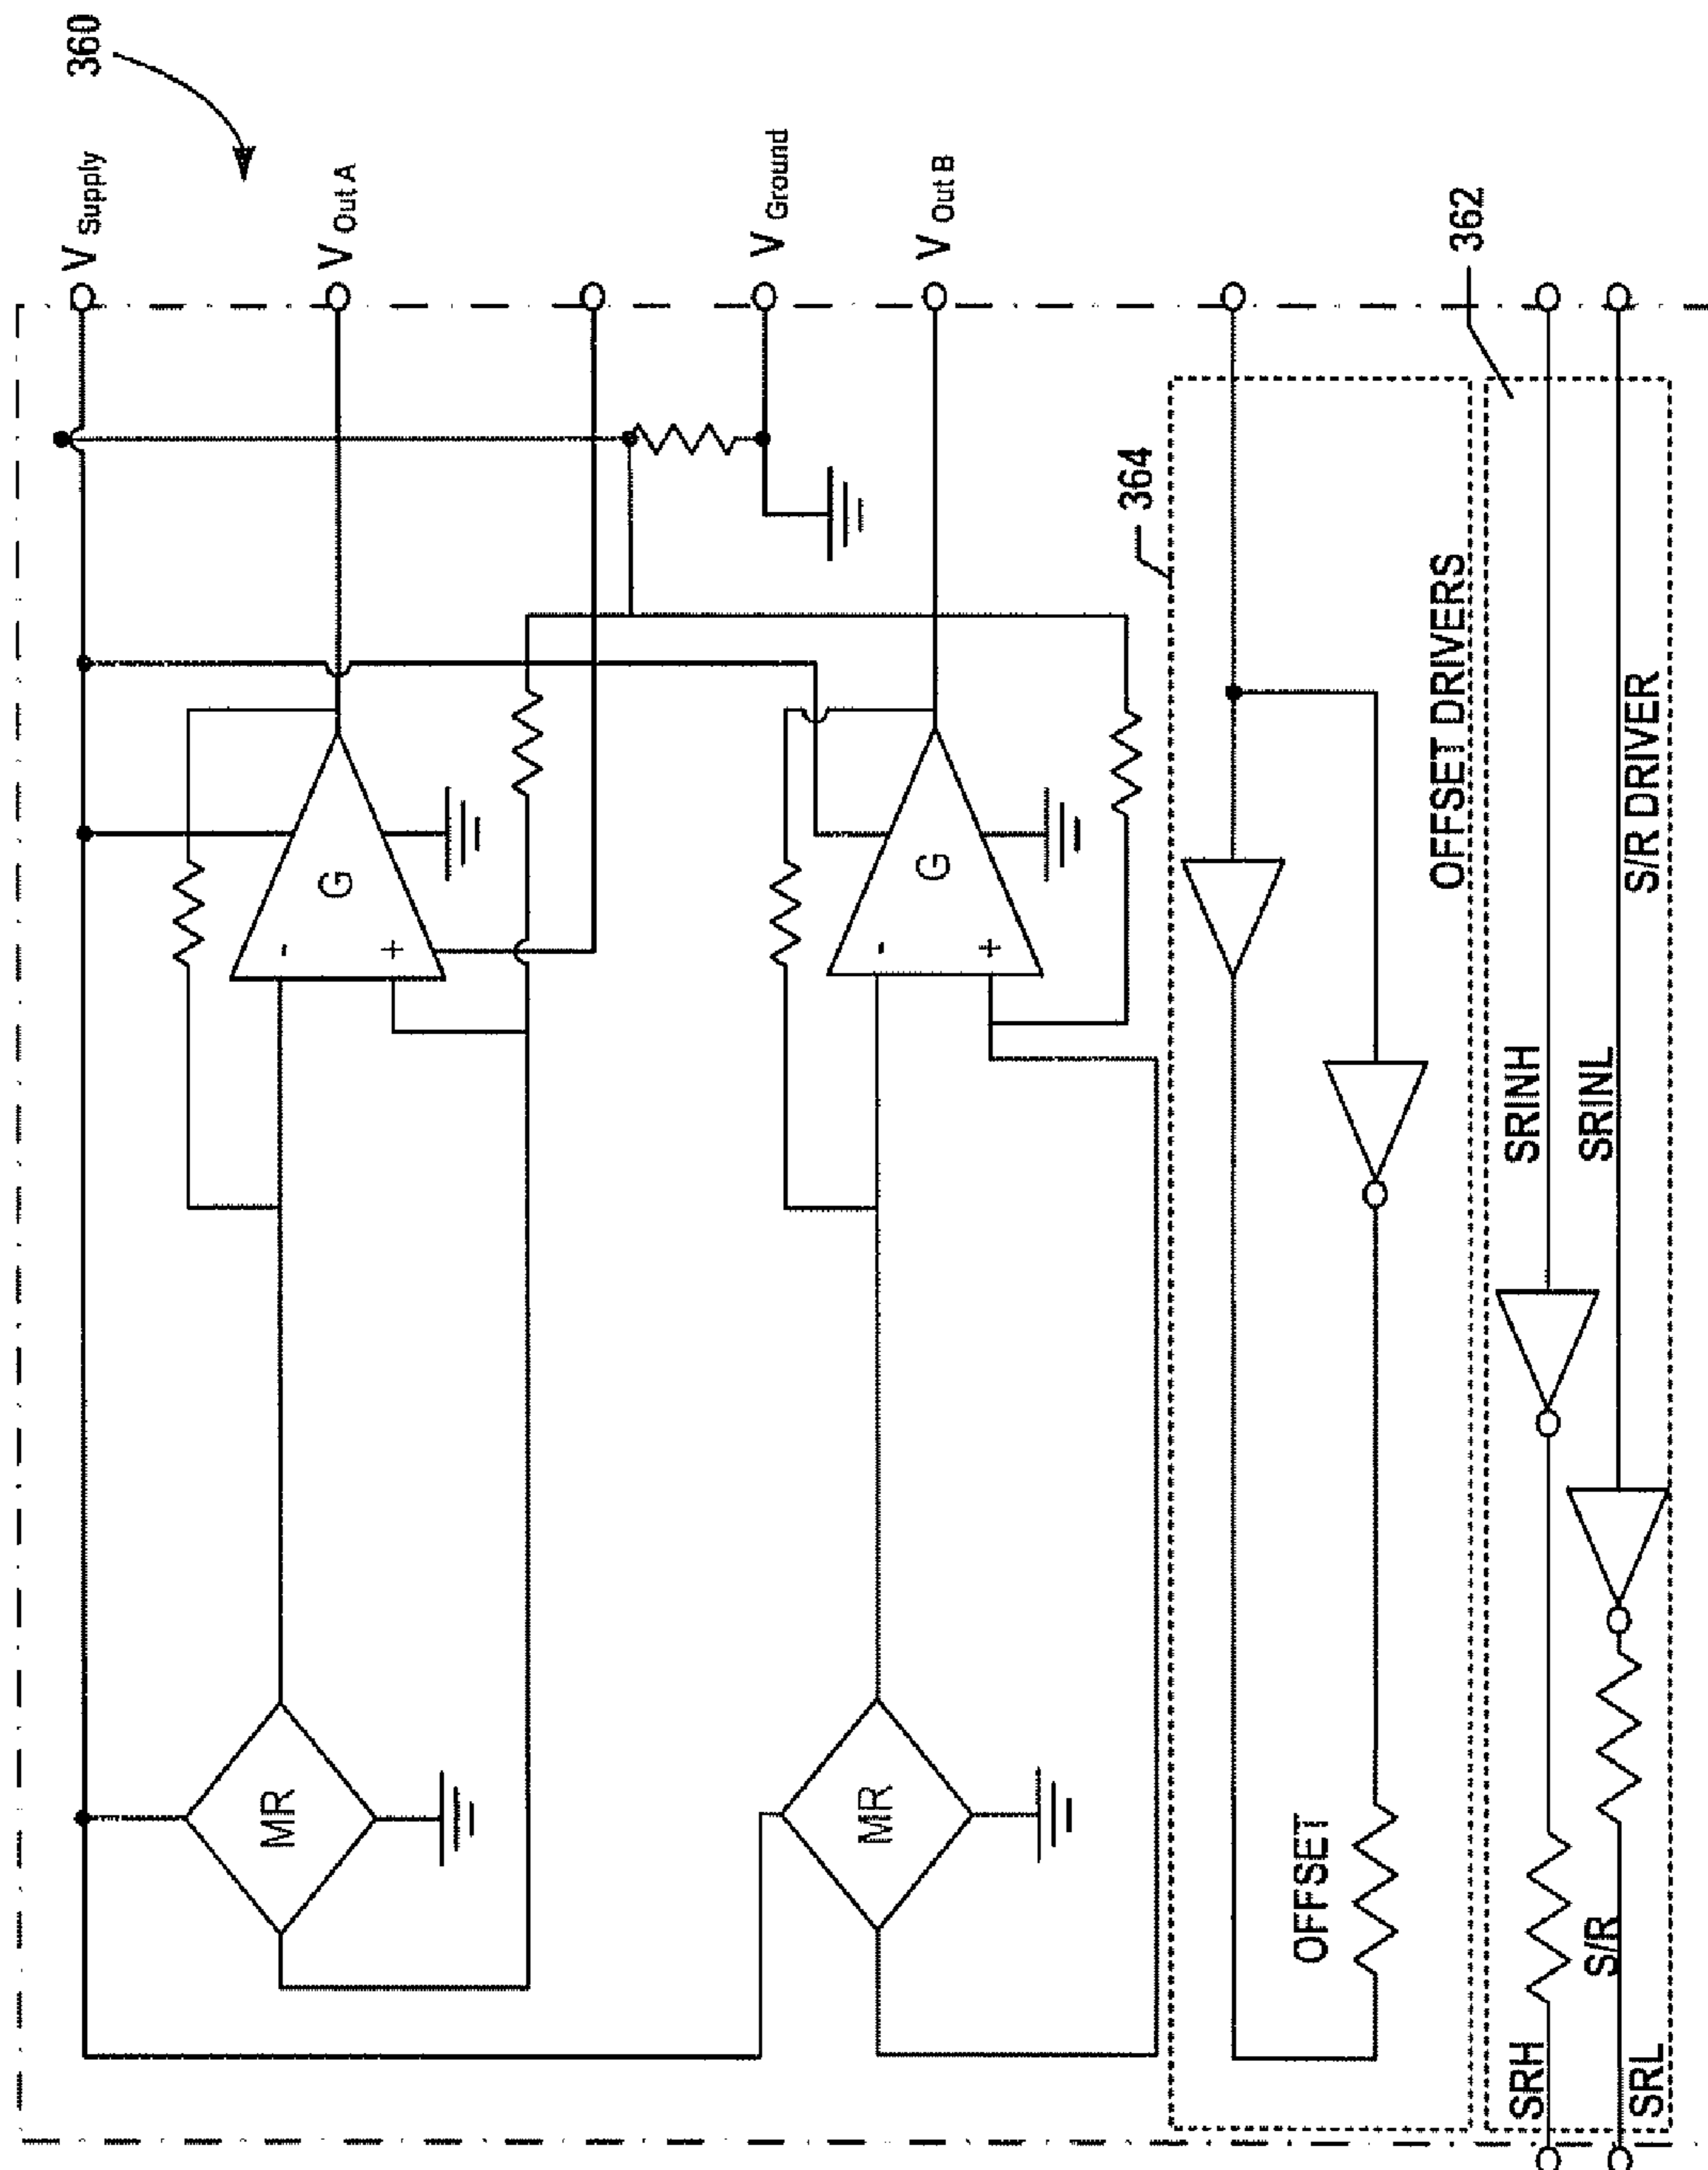 360
V Supply
V Out A
V Ground
V Out B
362
364
G
-
+
G
-
+
MR
MR
OFFSET DRIVERS
OFFSET
S/R DRIVER
SRINH
SRINL
S/R
SRH
SRL